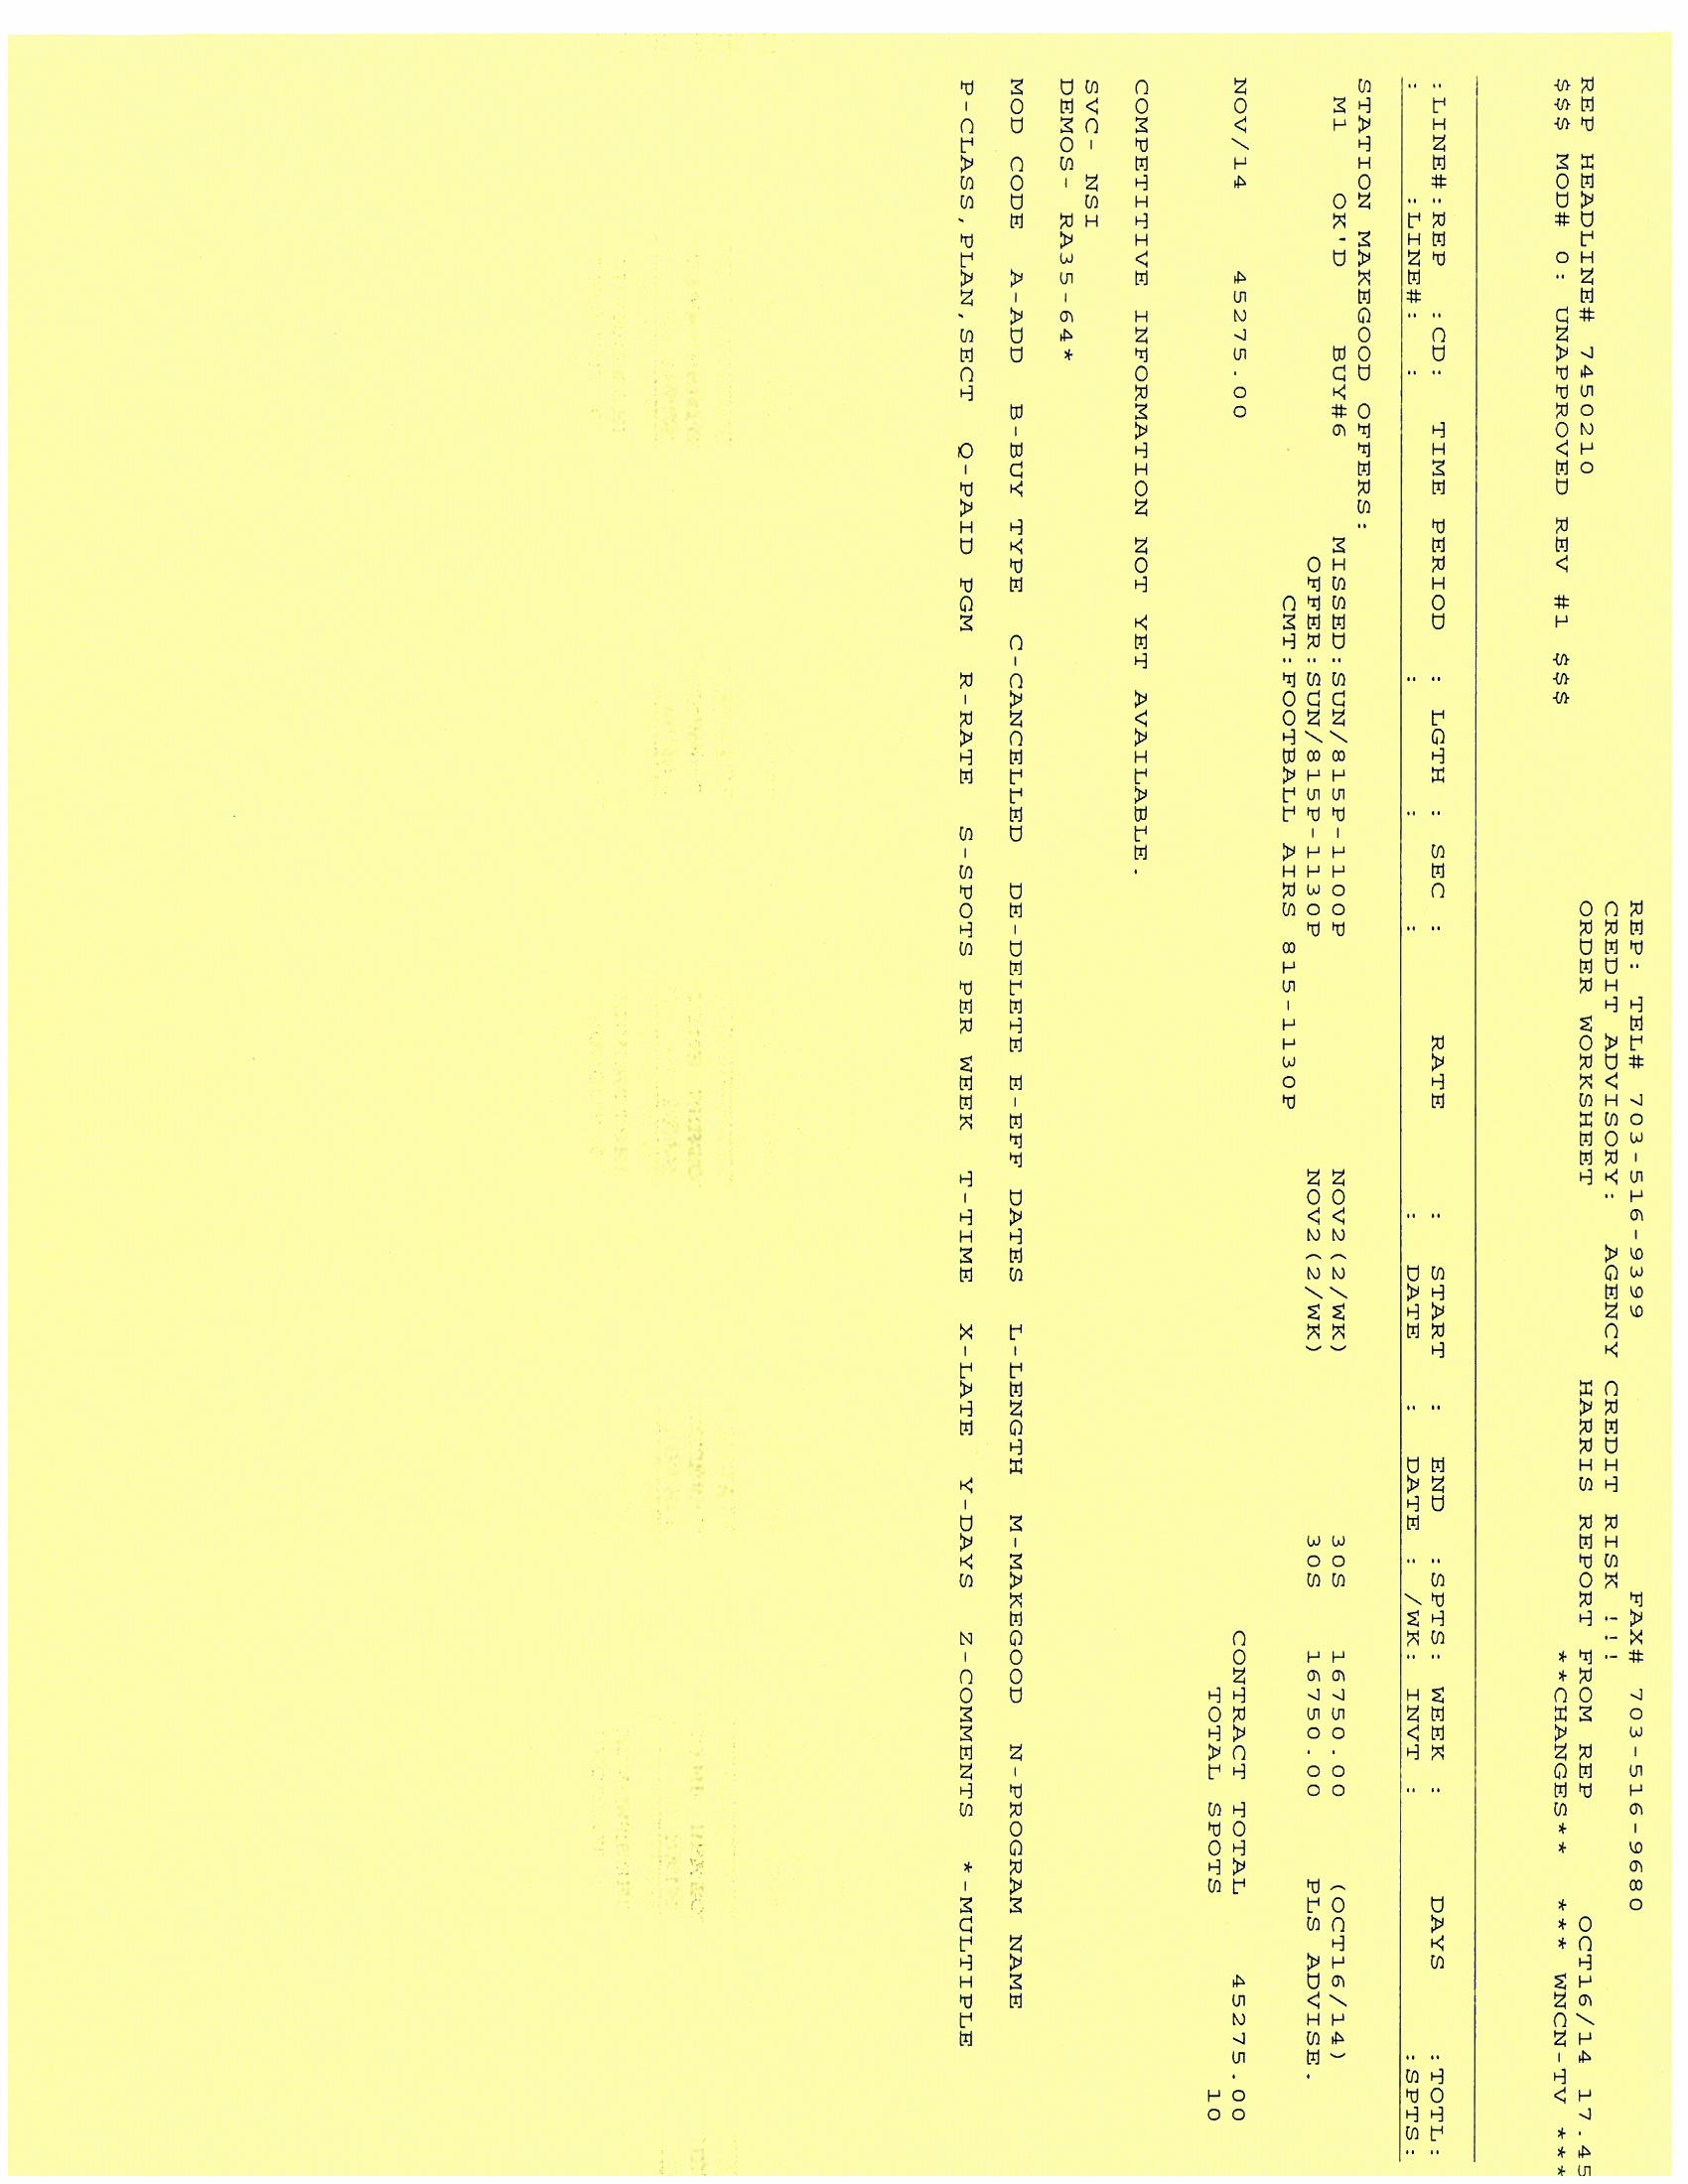 REP: TEL# 703-516-9399 FAX# 703-516-9680
CREDIT ADVISORY: AGENCY CREDIT RISK !!!
REP HEADLINE# 7450210 ORDER WORKSHEET HARRIS REPORT FROM REP OCT16/14 17.45
$$$ MOD# 0: UNAPPROVED REV #1 $$$ **CHANGES** *** WNCN-TV ***
:LINE#:REP :CD: TIME PERIOD : LGTH : SEC : RATE : START : END :SPTS: WEEK : DAYS :TOTL:
: :LINE#: : : : : : DATE : DATE : /WK: INVT : :SPTS:
STATION MAKEGOOD OFFERS:
M1 OK'D BUY#6 MISSED:SUN/815P-1100P NOV2(2/WK) 30S 16750.00 (OCT16/14)
OFFER:SUN/815P-1130P NOV2(2/WK) 30S 16750.00 PLS ADVISE.
CMT:FOOTBALL AIRS 815-1130P
NOV/14 45275.00 CONTRACT TOTAL 45275.00
TOTAL SPOTS 10
COMPETITIVE INFORMATION NOT YET AVAILABLE.
SVC- NSI
DEMOS- RA35-64*
MOD CODE A-ADD B-BUY TYPE C-CANCELLED DE-DELETE E-EFF DATES L-LENGTH M-MAKEGOOD N-PROGRAM NAME
P-CLASS,PLAN,SECT Q-PAID PGM R-RATE S-SPOTS PER WEEK T-TIME X-LATE Y-DAYS Z-COMMENTS *-MULTIPLE